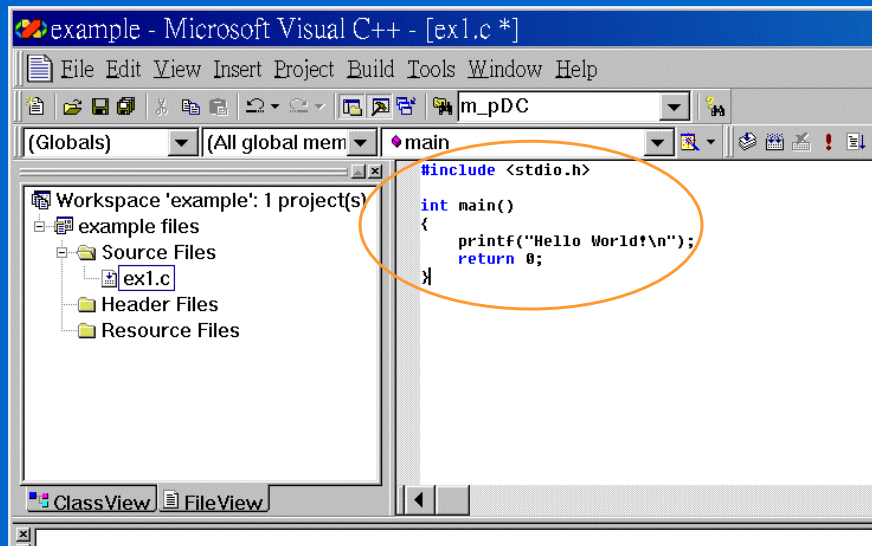 example - Microsoft Visual C++ - [ex1.c *]
File Edit View Insert Project Build Tools Window Help
m_pDC
(Globals) (All global mem main
Workspace 'example': 1 project(s)
example files
Source Files
ex1.c
Header Files
Resource Files
ClassView FileView
#include <stdio.h>
int main()
{
printf("Hello World!\n");
return 0;
}